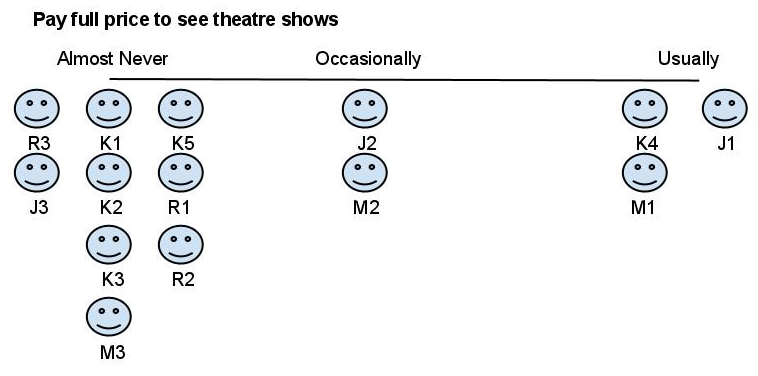 Pay full price to see theatre shows
Almost Never Occasionally Usually
R3 K1 K5 J2 K4 J1
J3 K2 R1 M2 M1
K3 R2
M3